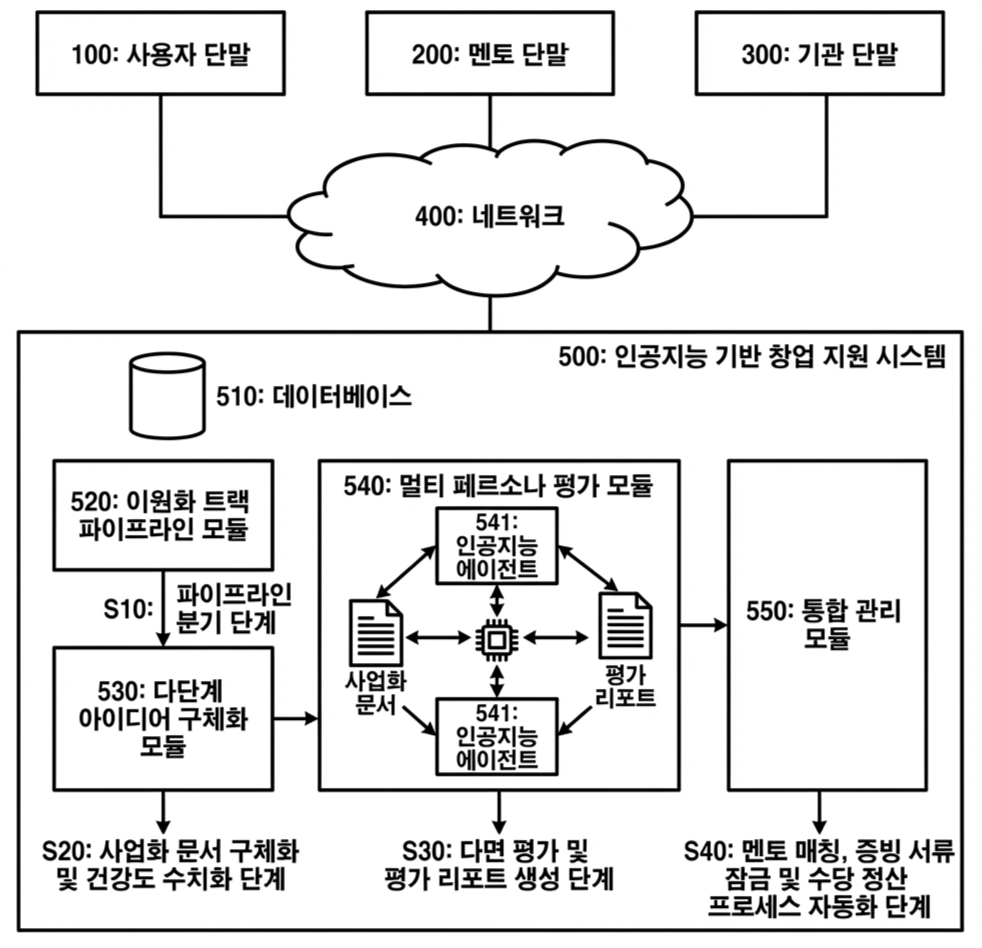 100: 사용자 단말
200: 멘토 단말
300: 기관 단말
400: 네트워크
500: 인공지능 기반 창업 지원 시스템
510: 데이터베이스
520: 이원화 트랙
파이프라인 모듈
S10: 파이프라인
분기 단계
530: 다단계
아이디어 구체화
모듈
S20: 사업화 문서 구체화
및 건강도 수치화 단계
540: 멀티 페르소나 평가 모듈
541:
인공지능
에이전트
사업화
문서
평가
리포트
541:
인공지능
에이전트
S30: 다면 평가 및
평가 리포트 생성 단계
550: 통합 관리
모듈
S40: 멘토 매칭, 증빙 서류
잠금 및 수당 정산
프로세스 자동화 단계